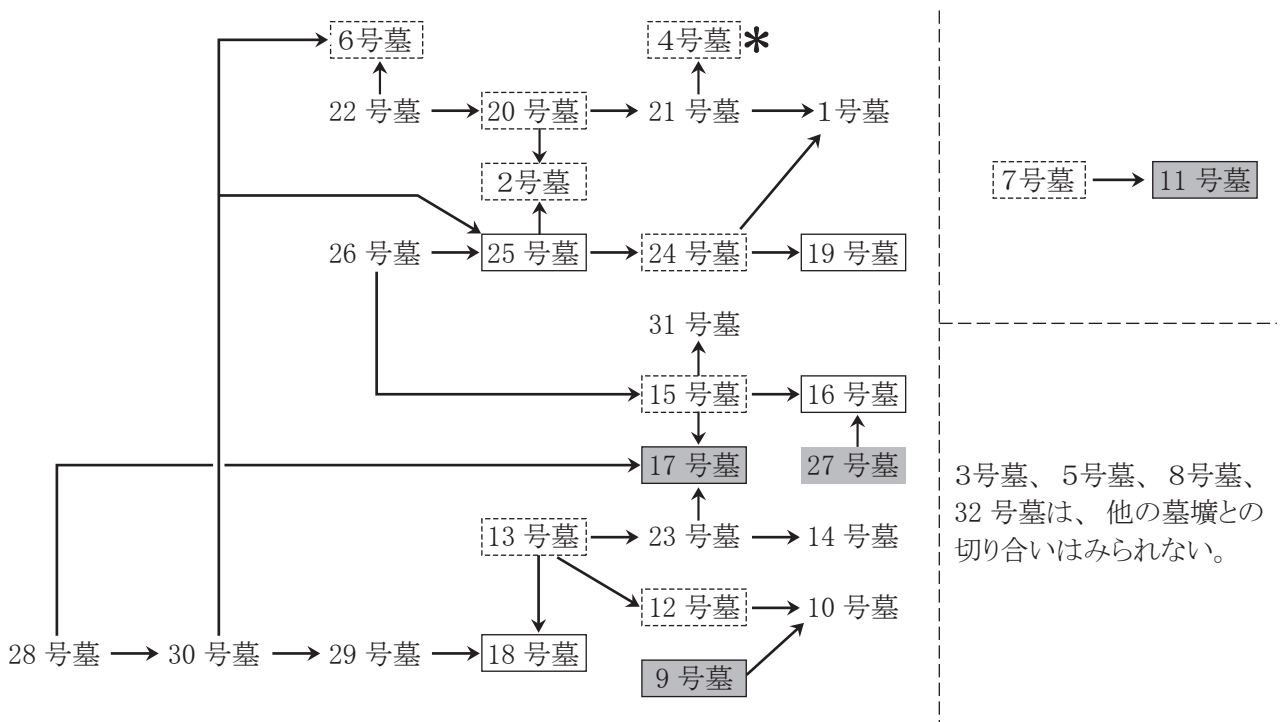 6号墓 4号墓*
22 号墓 20 号墓 21 号墓 1号墓
2号墓
26 号墓 25 号墓 24 号墓 19 号墓
31 号墓
15 号墓 16 号墓
17 号墓 27 号墓
13 号墓 23 号墓 14 号墓
12 号墓 10 号墓
28 号墓 30 号墓 29 号墓 18 号墓
9 号墓
7号墓 11 号墓
3号墓、5号墓、8号墓、
32 号墓は、他の墓壙との
切り合いはみられない。